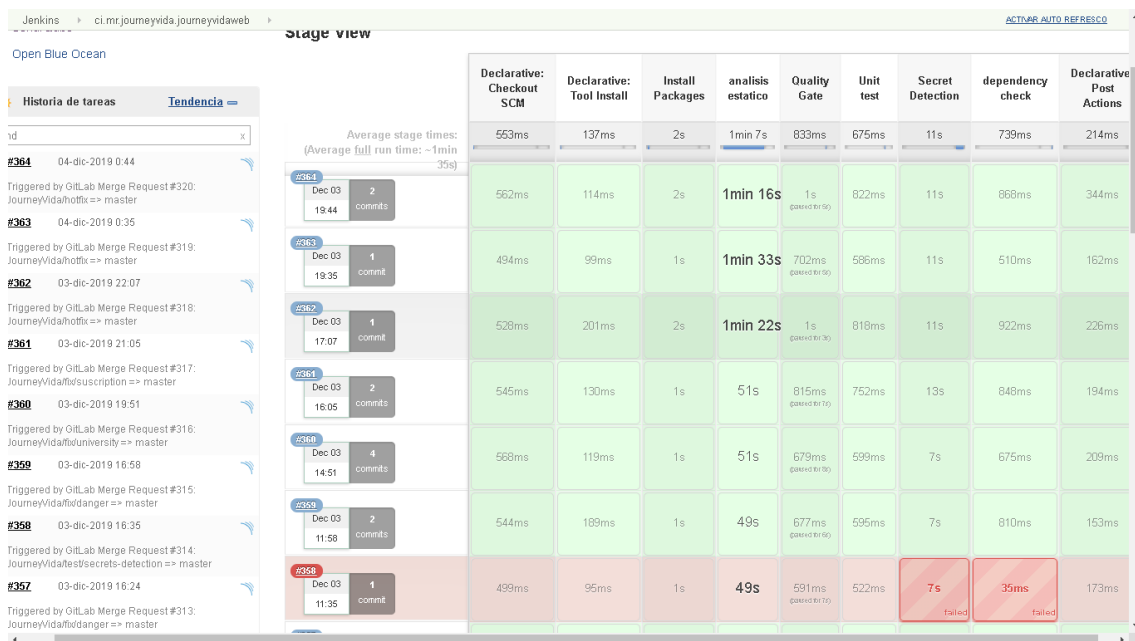 Jenkins ci.mr.journeyvida.journeyvidaweb ACTIVAR AUTO REFRESCO
Open Blue Ocean
Stage View
Historia de tareas Tendencia
x
#364 04-dic-2019 0:44
Triggered by GitLab Merge Request #320:
JourneyVida/hotfix => master
#363 04-dic-2019 0:35
Triggered by GitLab Merge Request #319:
JourneyVida/hotfix => master
#362 03-dic-2019 22:07
Triggered by GitLab Merge Request #318:
JourneyVida/hotfix => master
#361 03-dic-2019 21:05
Triggered by GitLab Merge Request #317:
JourneyVida/fix/suscription => master
#360 03-dic-2019 19:51
Triggered by GitLab Merge Request #316:
JourneyVida/fix/university => master
#359 03-dic-2019 16:58
Triggered by GitLab Merge Request #315:
JourneyVida/fix/danger => master
#358 03-dic-2019 16:35
Triggered by GitLab Merge Request #314:
JourneyVida/test/secrets-detection => master
#357 03-dic-2019 16:24
Triggered by GitLab Merge Request #313:
JourneyVida/fix/danger => master
Declarative: Checkout SCM
Declarative: Tool Install
Install Packages
analisis estatico
Quality Gate
Unit test
Secret Detection
dependency check
Declarative Post Actions
Average stage times:
(Average full run time: ~1min
35s)
553ms 137ms 2s 1min 7s 833ms 675ms 11s 739ms 214ms
#364
Dec 03 2
19:44 commits
562ms 114ms 2s 1min 16s 1s 822ms 11s 868ms 344ms
#363
Dec 03 1
19:35 commit
494ms 99ms 1s 1min 33s 702ms 586ms 11s 510ms 162ms
#362
Dec 03 1
17:07 commit
528ms 201ms 2s 1min 22s 1s 818ms 11s 922ms 226ms
#361
Dec 03 2
16:05 commits
545ms 130ms 1s 51s 815ms 752ms 13s 848ms 194ms
#360
Dec 03 4
14:51 commits
568ms 119ms 1s 51s 679ms 599ms 7s 675ms 209ms
#359
Dec 03 2
11:58 commits
544ms 189ms 1s 49s 677ms 595ms 7s 810ms 153ms
#358
Dec 03 1
11:35 commit
499ms 95ms 1s 49s 591ms 522ms 7s 35ms 173ms
failed failed